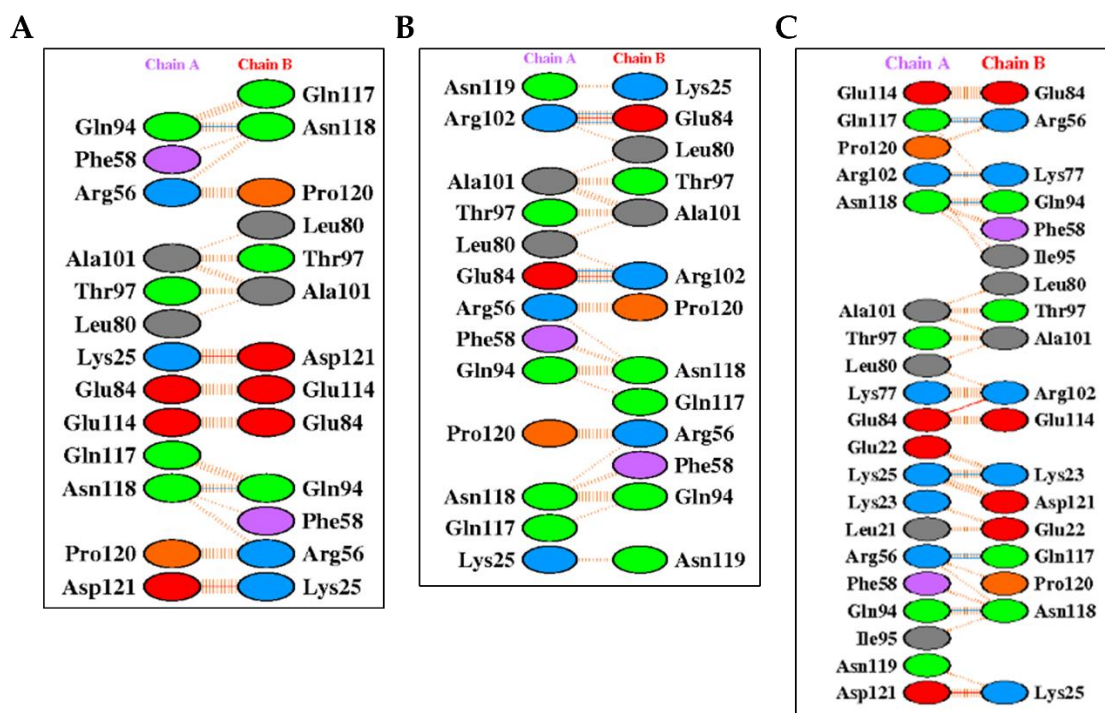 A
Chain A Chain B
Gln117
Gln94 Asn118
Phe58
Arg56 Pro120
Leu80
Ala101 Thr97
Thr97 Ala101
Leu80
Lys25 Asp121
Glu84 Glu114
Glu114 Glu84
Gln117
Asn118 Gln94
Phe58
Pro120 Arg56
Asp121 Lys25
B
Chain A Chain B
Asn119 Lys25
Arg102 Glu84
Leu80
Ala101 Thr97
Thr97 Ala101
Leu80
Glu84 Arg102
Arg56 Pro120
Phe58
Gln94 Asn118
Gln117
Pro120 Arg56
Phe58
Asn118 Gln94
Gln117
Lys25 Asn119
C
Chain A Chain B
Glu114 Glu84
Gln117 Arg56
Pro120
Arg102 Lys77
Asn118 Gln94
Phe58
Ile95
Leu80
Ala101 Thr97
Thr97 Ala101
Leu80
Lys77 Arg102
Glu84 Glu114
Glu22
Lys25 Lys23
Lys23 Asp121
Leu21 Glu22
Arg56 Gln117
Phe58 Pro120
Gln94 Asn118
Ile95
Asn119
Asp121 Lys25